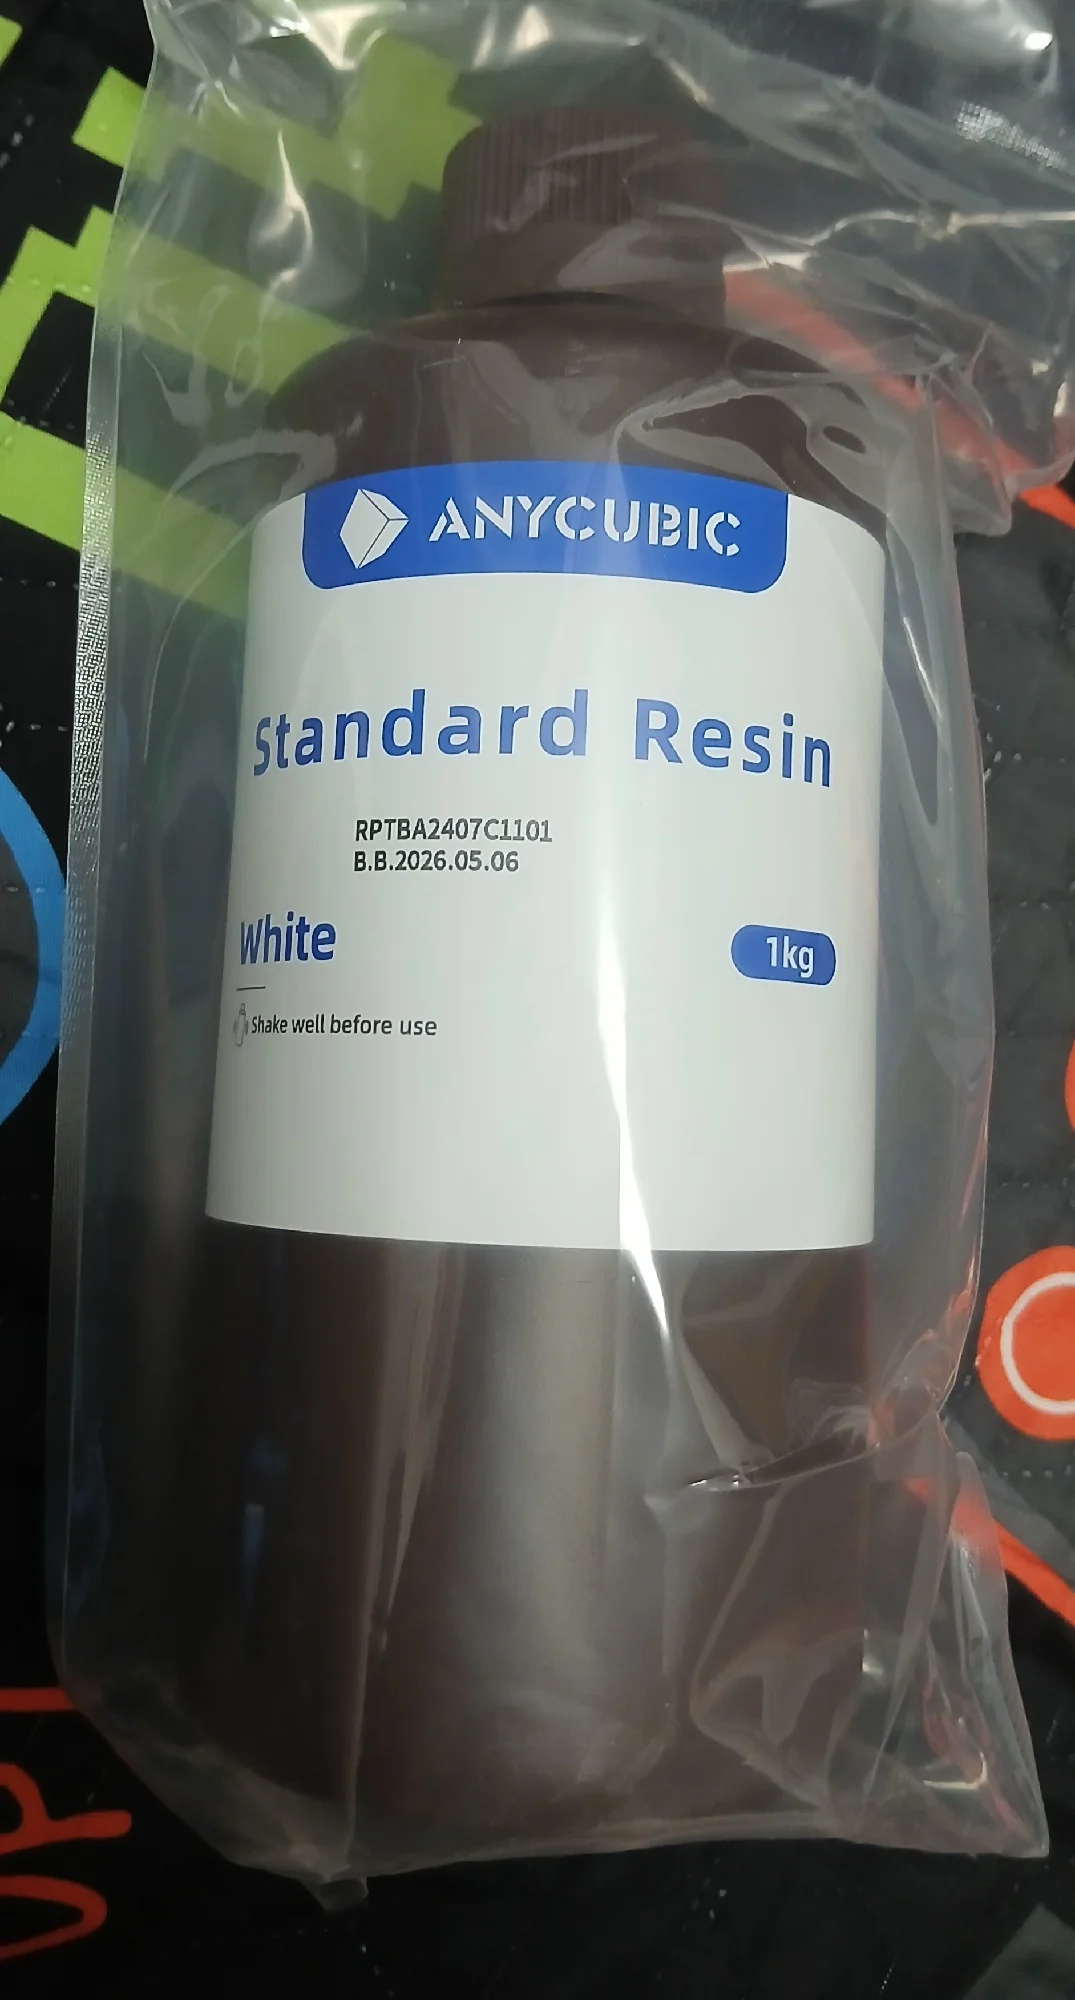 ANYCUBIC
Standard Resin
RPTBA2407C1101
B.B.2026.05.06
White
1kg
Shake well before use